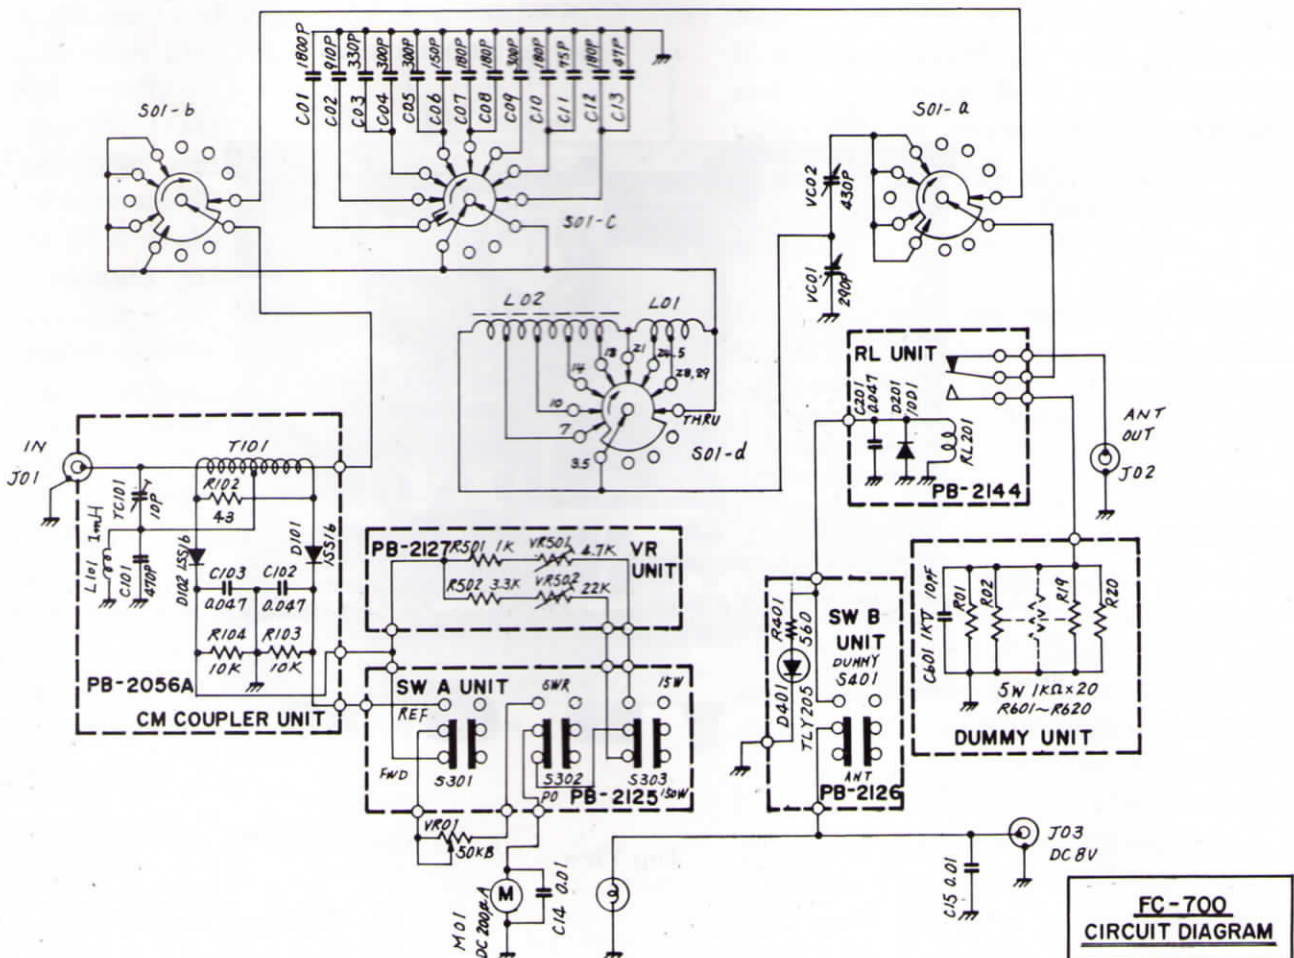 1800P 810P 330P 300P 300P 150P 180P 180P 300P 180P 75P 180P 47P
C01 C02 C03 C04 C05 C06 C07 C08 C09 C10 C11 C12 C13
S01-b
S01-C
S01-a
VC02 430P
VC01 290P
L02
L01
18
21
24.5
28,29
14
10
7
3.5
THRU
S01-d
RL UNIT
C201 0.047
D201 10D1
RL201
PB-2144
ANT OUT
J02
IN
J01
T101
TC101 10P
R102
43
L101 1mH
C101 470P
D102 1SS16
D101 1SS16
C103 0.047
C102 0.047
R104 10K
R103 10K
PB-2056A
CM COUPLER UNIT
PB-2127
R501 1K
VR501 4.7K
R502 3.3K
VR502 22K
VR UNIT
SW A UNIT
REF
FWD
S301
SWR
S302
PO
15W
S303
150W
PB-2125
R401 560
D401 TLY205
SW B UNIT
DUMMY
S401
ANT
PB-2126
C601 1KV 10PF
R01
R02
R19
R20
5W 1KΩ×20
R601~R620
DUMMY UNIT
VR01
50KB
M
M01 DC200μA
C14 0.01
C15 0.01
J03
DC8V
FC-700
CIRCUIT DIAGRAM